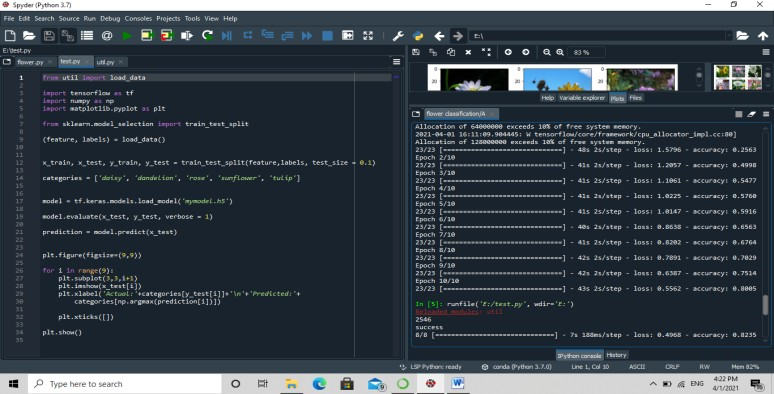 Spyder (Python 3.7)
File Edit Search Source Run Debug Consoles Projects Tools View Help
E:\
E:\test.py
flower.py
test.py
util.py
1 from util import load_data
2
3 import tensorflow as tf
4 import numpy as np
5 import matplotlib.pyplot as plt
6
7 from sklearn.model_selection import train_test_split
8
9 (feature, labels) = load_data()
10
11
12 x_train, x_test, y_train, y_test = train_test_split(feature,labels, test_size = 0.1)
13
14 categories = ['daisy', 'dandelion', 'rose', 'sunflower', 'tulip']
15
16
17 model = tf.keras.models.load_model('mymodel.h5')
18
19 model.evaluate(x_test, y_test, verbose = 1)
20
21 prediction = model.predict(x_test)
22
23
24 plt.figure(figsize=(9,9))
25
26 for i in range(9):
27 plt.subplot(3,3,i+1)
28 plt.imshow(x_test[i])
29 plt.xlabel('Actual:'+categories[y_test[i]]+'\n'+'Predicted:'+
30 categories[np.argmax(prediction[i])])
31
32 plt.xticks([])
33
34 plt.show()
35
83 %
0 0 0
20 20 20
Help Variable explorer Plots Files
flower classification/A
Allocation of 64000000 exceeds 10% of free system memory.
2021-04-01 16:11:09.904445: W tensorflow/core/framework/cpu_allocator_impl.cc:80]
Allocation of 128000000 exceeds 10% of free system memory.
23/23 [==============================] - 48s 2s/step - loss: 1.5796 - accuracy: 0.2563
Epoch 2/10
23/23 [==============================] - 41s 2s/step - loss: 1.2057 - accuracy: 0.4998
Epoch 3/10
23/23 [==============================] - 41s 2s/step - loss: 1.1061 - accuracy: 0.5477
Epoch 4/10
23/23 [==============================] - 41s 2s/step - loss: 1.0225 - accuracy: 0.5760
Epoch 5/10
23/23 [==============================] - 41s 2s/step - loss: 1.0147 - accuracy: 0.5916
Epoch 6/10
23/23 [==============================] - 40s 2s/step - loss: 0.8638 - accuracy: 0.6563
Epoch 7/10
23/23 [==============================] - 41s 2s/step - loss: 0.8202 - accuracy: 0.6764
Epoch 8/10
23/23 [==============================] - 42s 2s/step - loss: 0.7891 - accuracy: 0.7029
Epoch 9/10
23/23 [==============================] - 42s 2s/step - loss: 0.6387 - accuracy: 0.7514
Epoch 10/10
23/23 [==============================] - 43s 2s/step - loss: 0.5562 - accuracy: 0.8005
In [5]: runfile('E:/test.py', wdir='E:')
Reloaded modules: util
2546
success
8/8 [==============================] - 7s 188ms/step - loss: 0.4968 - accuracy: 0.8235
IPython console History
LSP Python: ready conda (Python 3.7.0) Line 1, Col 10 ASCII CRLF RW Mem 82%
Type here to search
ENG
4:22 PM
4/1/2021